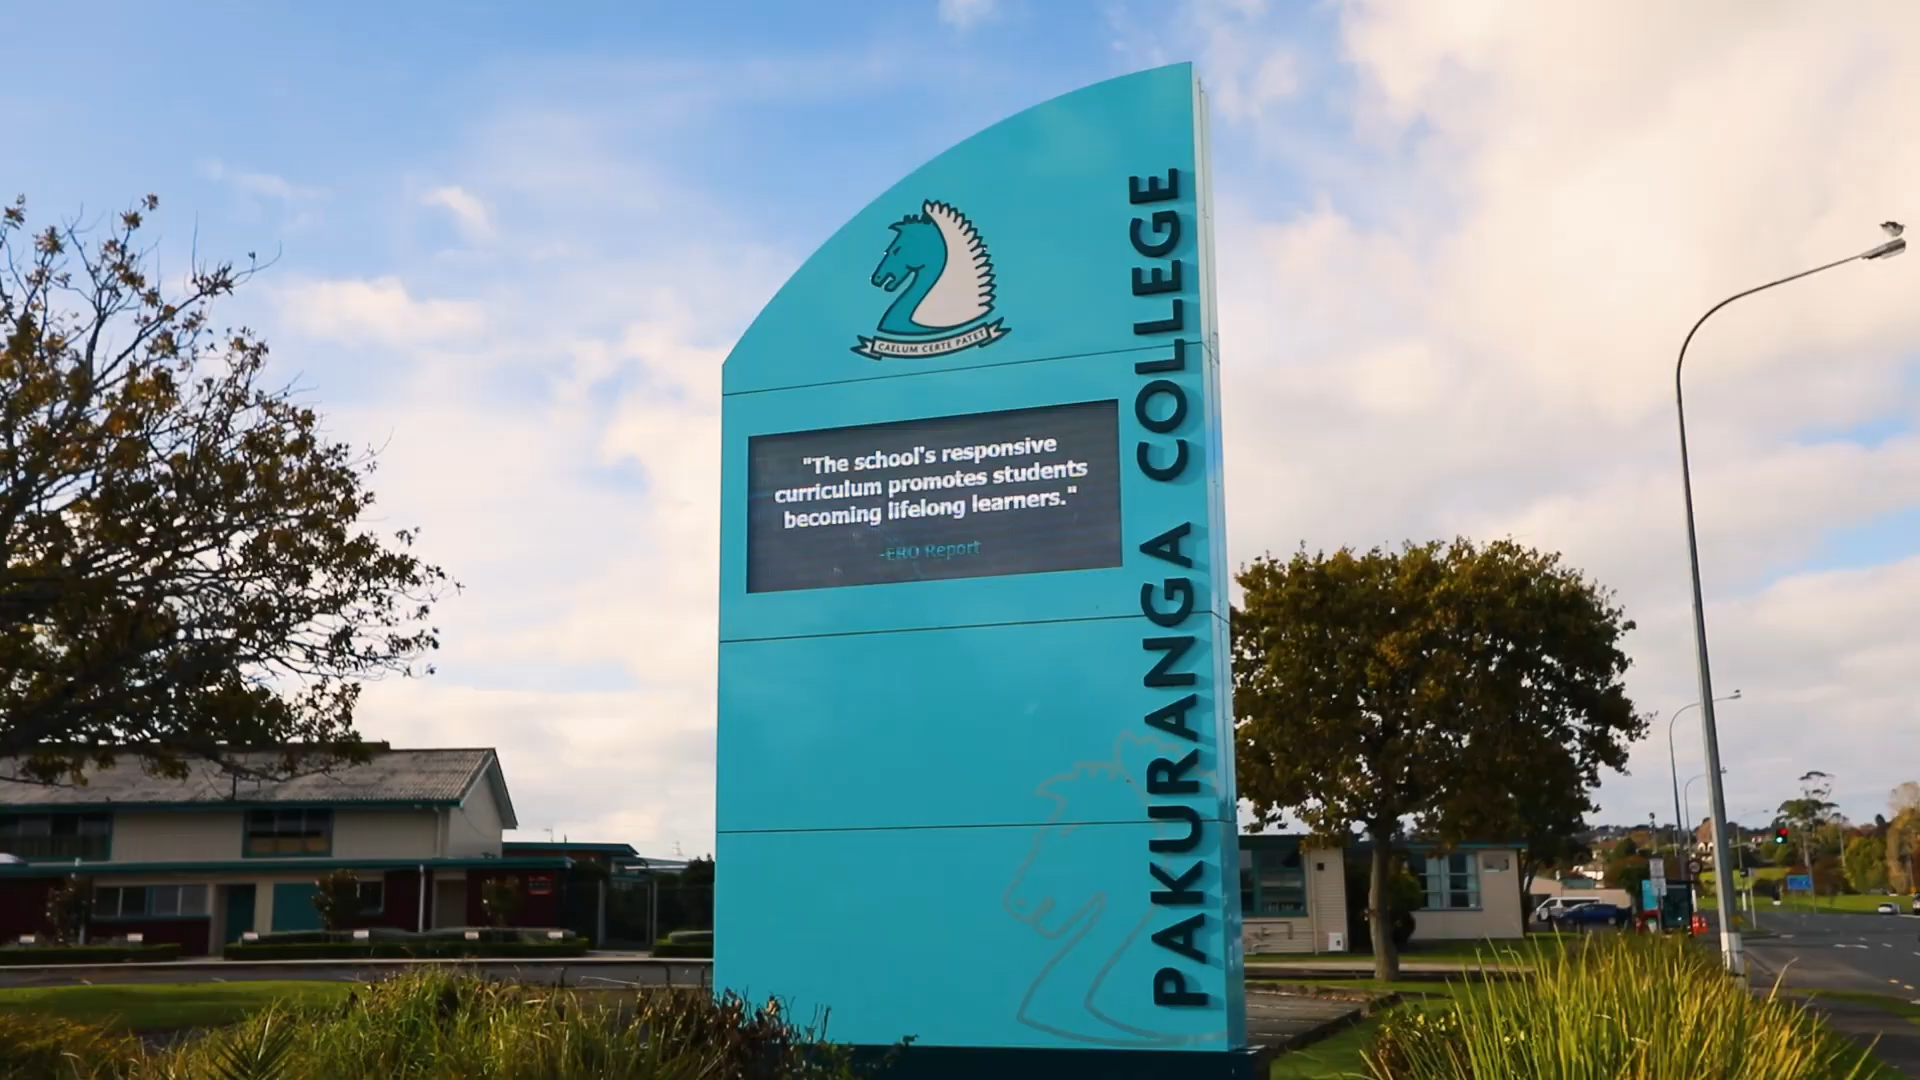 CAELUM CERTE PATET
"The school's responsive
curriculum promotes students
becoming lifelong learners."
-ERO Report
PAKURANGA COLLEGE